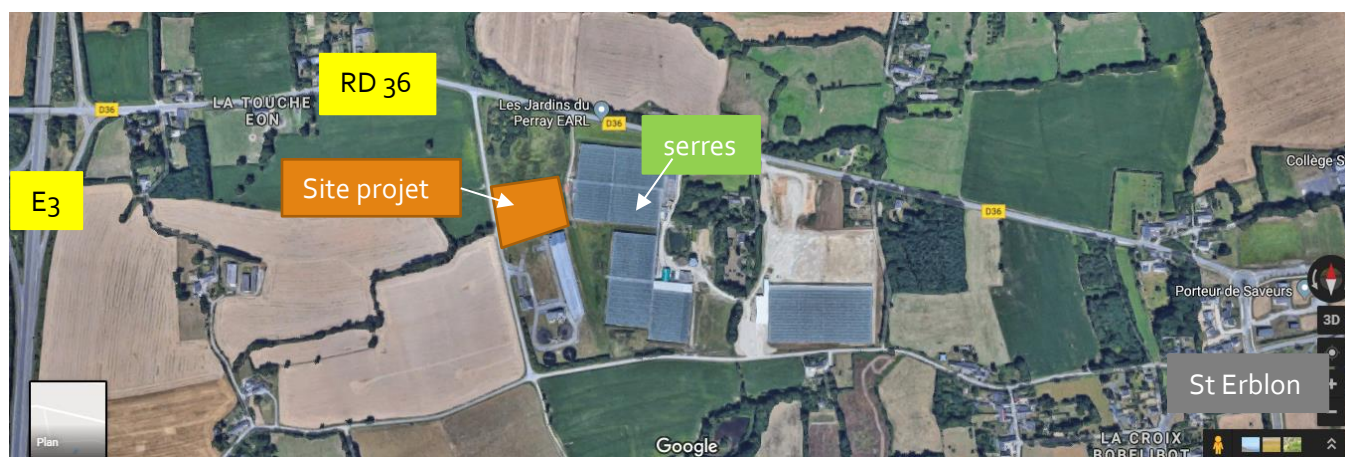 RD 36
D36
LA TOUCHE
EON
Les Jardins du
Perray EARL
D36
serres
Collège S
Site projet
E3
D36
Porteur de Saveurs
3D
St Erblon
Plan
Google
LA CROIX
BOBELIBOT